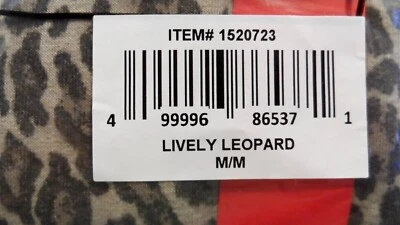 ITEM# 1520723
4 99996 86537 1
LIVELY LEOPARD
M/M